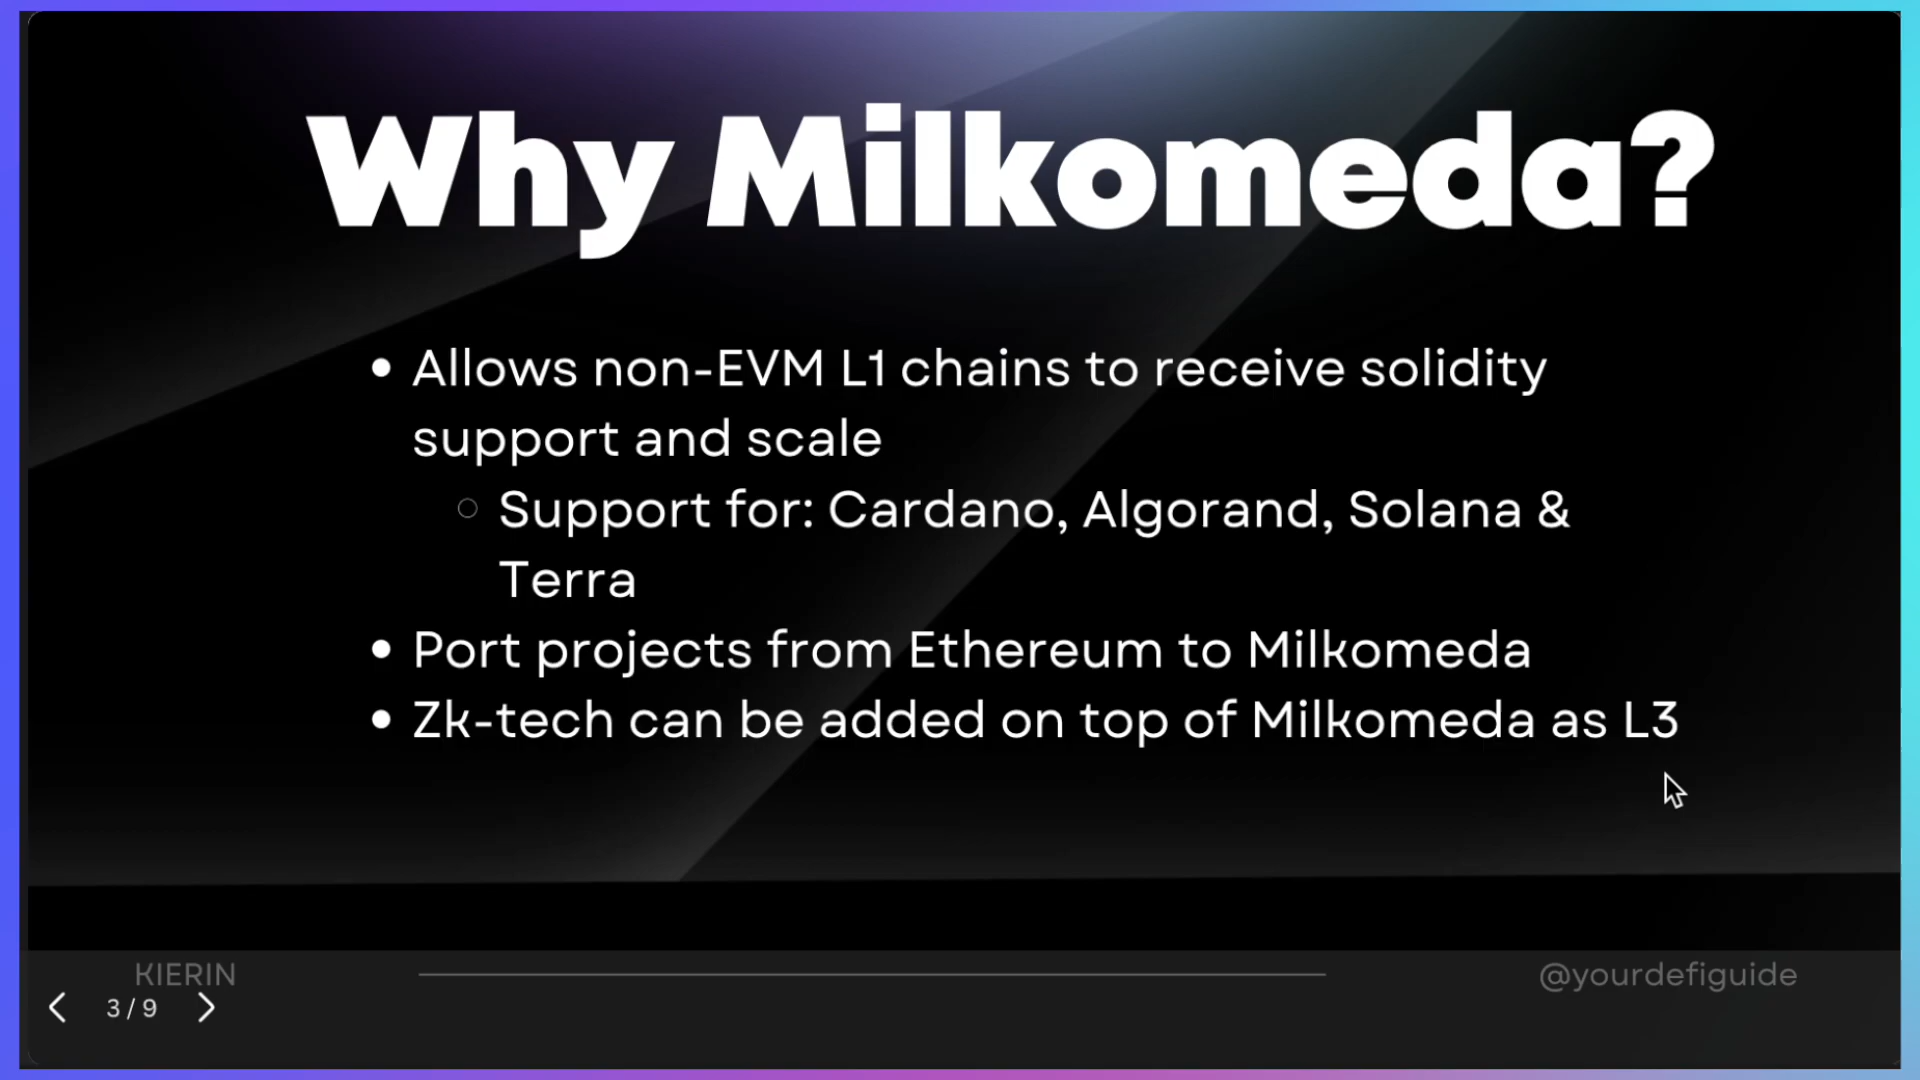 Why Milkomeda?
• Allows non-EVM L1 chains to receive solidity
support and scale
○ Support for: Cardano, Algorand, Solana &
Terra
• Port projects from Ethereum to Milkomeda
• Zk-tech can be added on top of Milkomeda as L3
KIERIN
@yourdefiguide
3 / 9